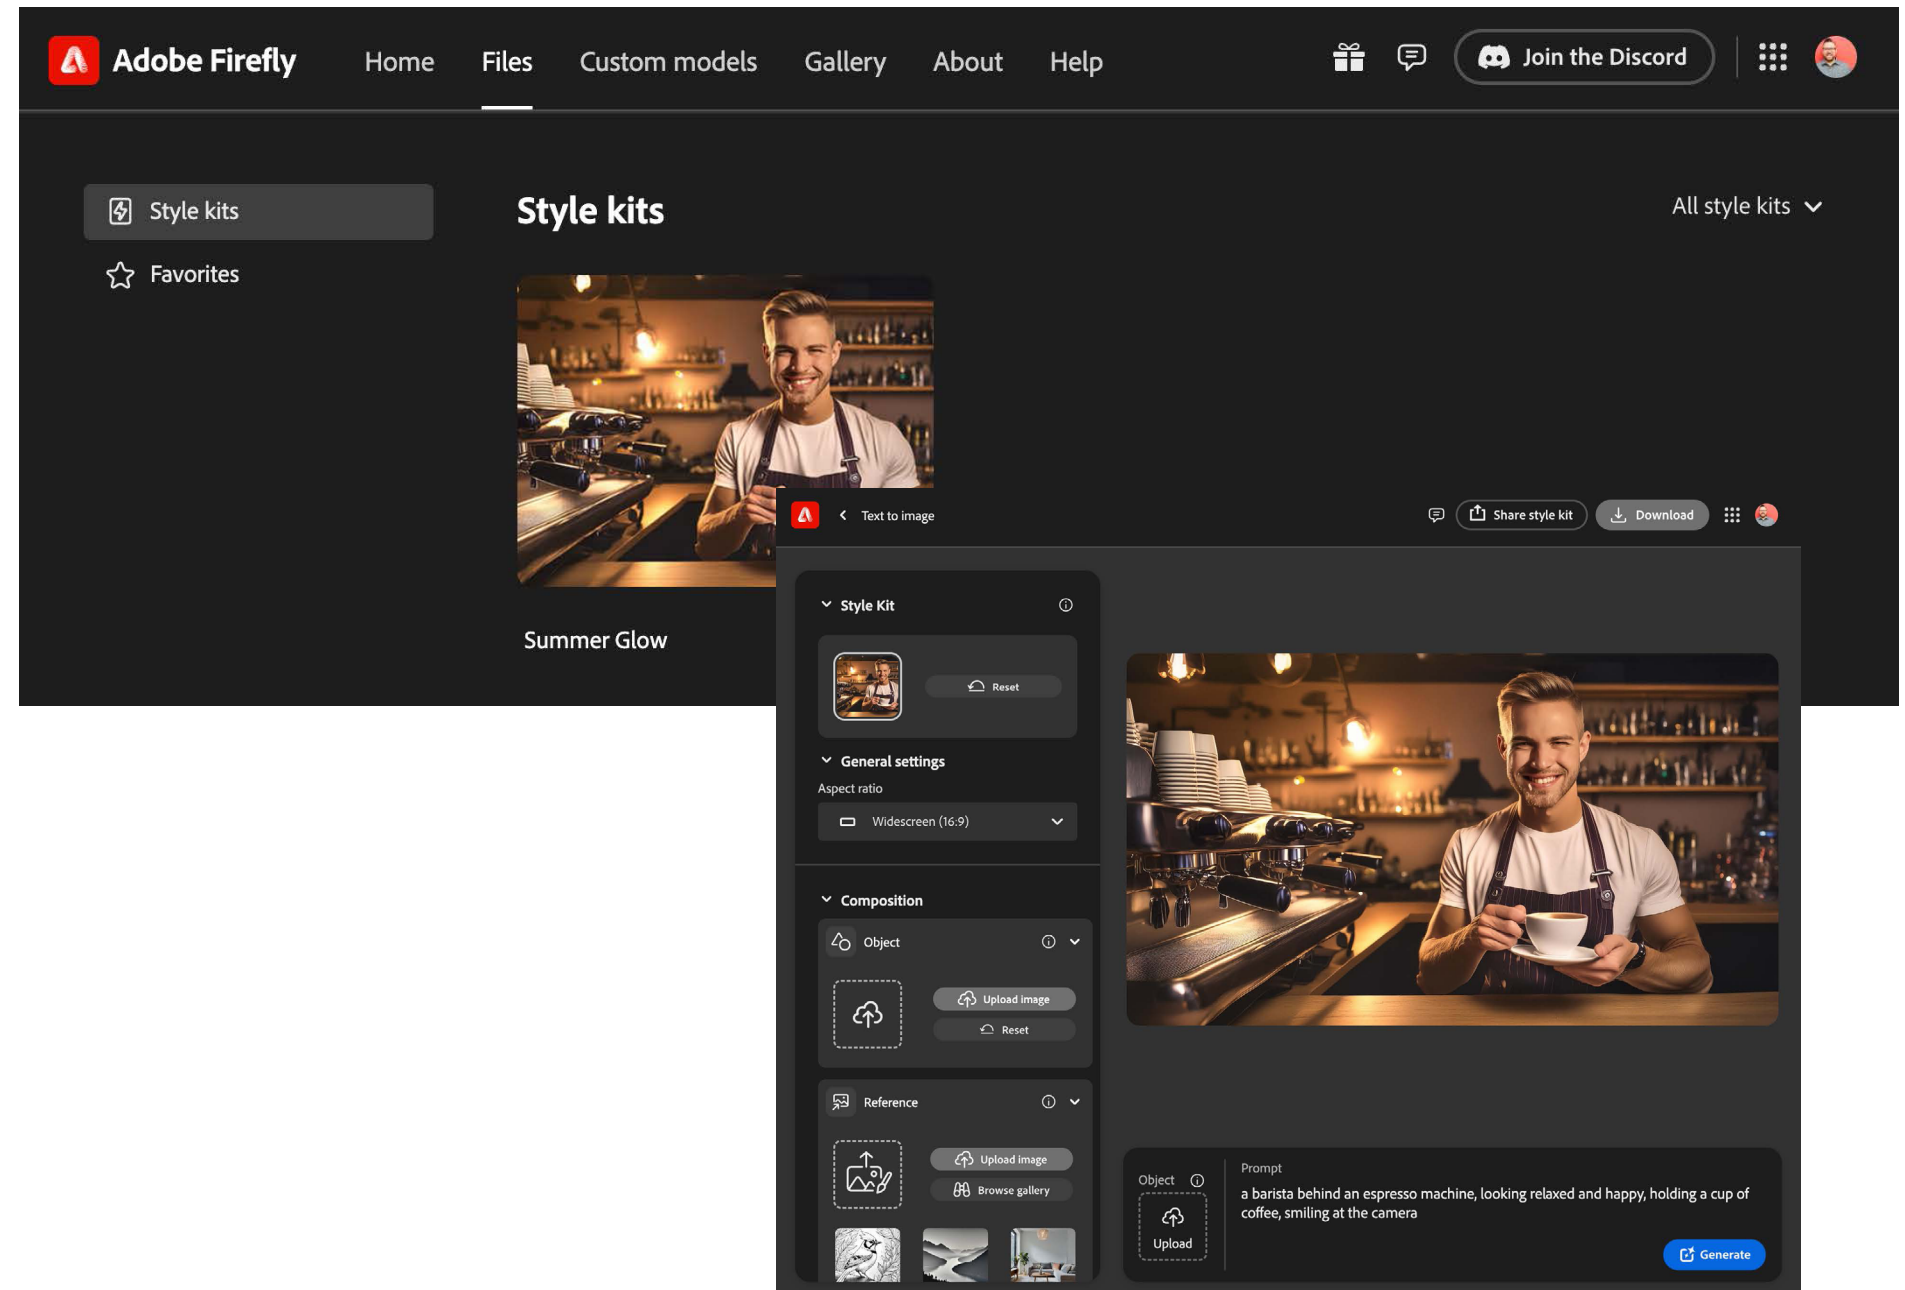 Adobe Firefly
Home
Files
Custom models
Gallery
About
Help
Join the Discord
Style kits
Favorites
Style kits
All style kits
Summer Glow
Text to image
Share style kit
Download
Style Kit
Reset
General settings
Aspect ratio
Widescreen (16:9)
Composition
Object
Upload image
Reset
Reference
Upload image
Browse gallery
Object
Upload
Prompt
a barista behind an espresso machine, looking relaxed and happy, holding a cup of
coffee, smiling at the camera
Generate